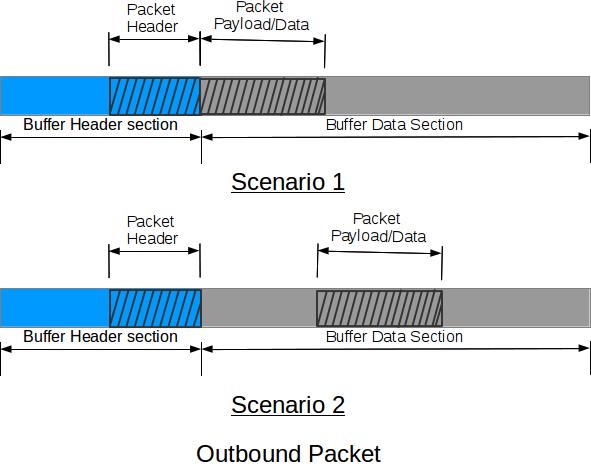 Packet
Header
Packet
Payload/Data
Buffer Header section
Buffer Data Section
Scenario 1
Packet
Header
Packet
Payload/Data
Buffer Header section
Buffer Data Section
Scenario 2
Outbound Packet